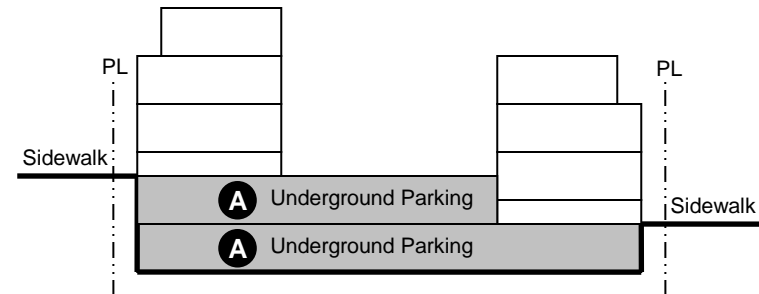 PL
PL
Sidewalk
A Underground Parking
Sidewalk
A Underground Parking